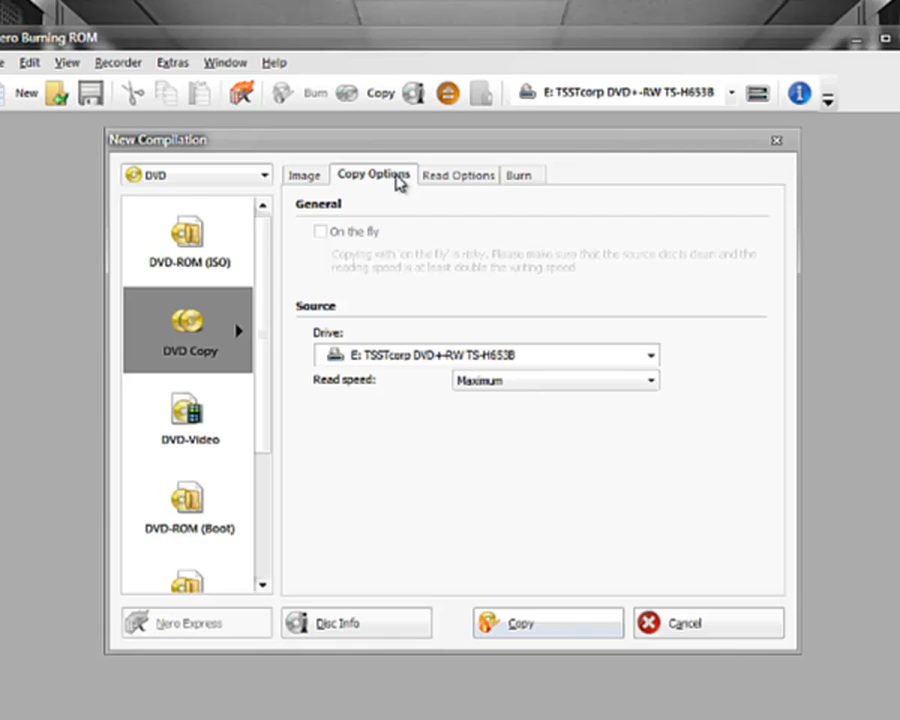 ero Burning ROM
e Edit View Recorder Extras Window Help
New Burn Copy E: TSSTcorp DVD+-RW TS-H653B
New Compilation
DVD
Image Copy Options Read Options Burn
General
On the fly
Copying with 'on the fly' is risky. Please make sure that the source disc is clean and the
reading speed is at least double the writing speed
Source
Drive:
E: TSSTcorp DVD+-RW TS-H653B
Read speed: Maximum
DVD-ROM (ISO)
DVD Copy
DVD-Video
DVD-ROM (Boot)
Nero Express Disc Info Copy Cancel